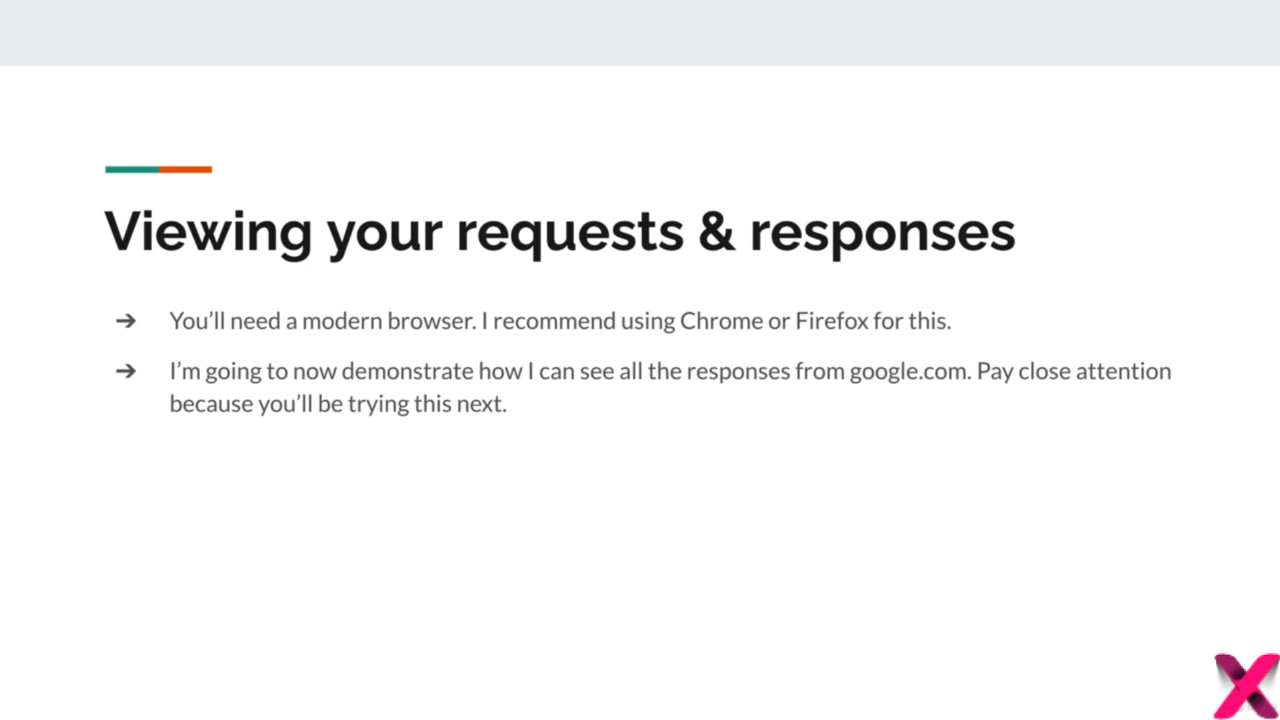 Viewing your requests & responses
➔ You’ll need a modern browser. I recommend using Chrome or Firefox for this.
➔ I’m going to now demonstrate how I can see all the responses from google.com. Pay close attention
because you’ll be trying this next.